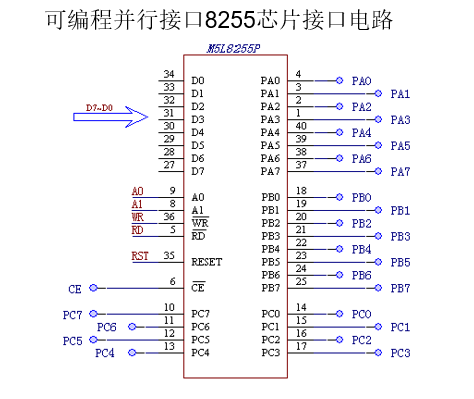 可编程并行接口8255芯片接口电路
M5L8255P
34 D0 PA0 4 PA0
33 D1 PA1 3 PA1
32 D2 PA2 2 PA2
D7~D0 31 D3 PA3 1 PA3
30 D4 PA4 40 PA4
29 D5 PA5 39 PA5
28 D6 PA6 38 PA6
27 D7 PA7 37 PA7
A0 9 A0 PB0 18 PB0
A1 8 A1 PB1 19 PB1
WR 36 WR PB2 20 PB2
RD 5 RD PB3 21 PB3
PB4 22 PB4
RST 35 RESET PB5 23 PB5
PB6 24 PB6
CE 6 CE PB7 25 PB7
PC7 10 PC7 PC0 14 PC0
PC6 11 PC6 PC1 15 PC1
PC5 12 PC5 PC2 16 PC2
PC4 13 PC4 PC3 17 PC3